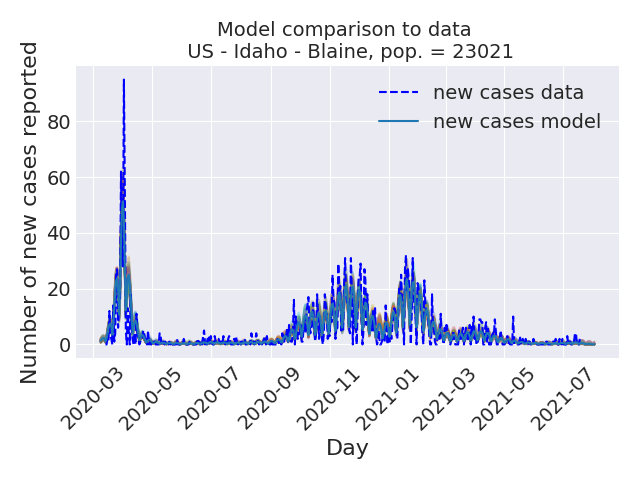 Model comparison to data
US - Idaho - Blaine, pop. = 23021
new cases data
new cases model
Number of new cases reported
80
60
40
20
0
2020-03
2020-05
2020-07
2020-09
2020-11
2021-01
2021-03
2021-05
2021-07
Day